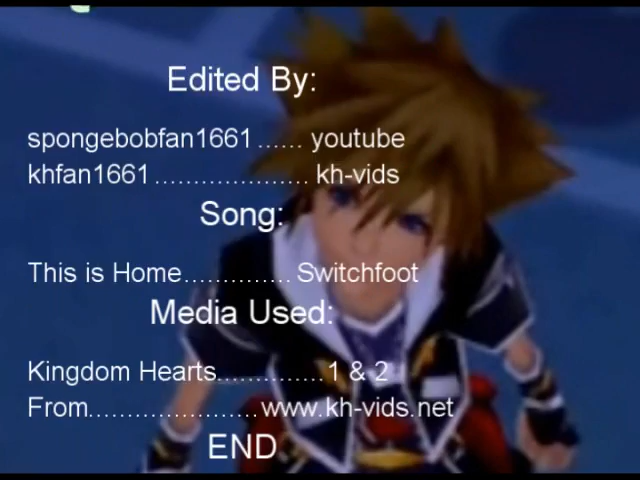 Edited By:
spongebobfan1661...... youtube
khfan1661.................... kh-vids
Song:
This is Home.............. Switchfoot
Media Used:
Kingdom Hearts..............1 & 2
From......................www.kh-vids.net
END